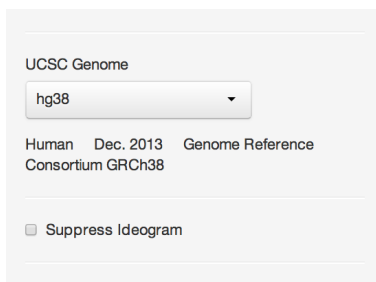 UCSC Genome
hg38
Human Dec. 2013 Genome Reference
Consortium GRCh38
Suppress Ideogram